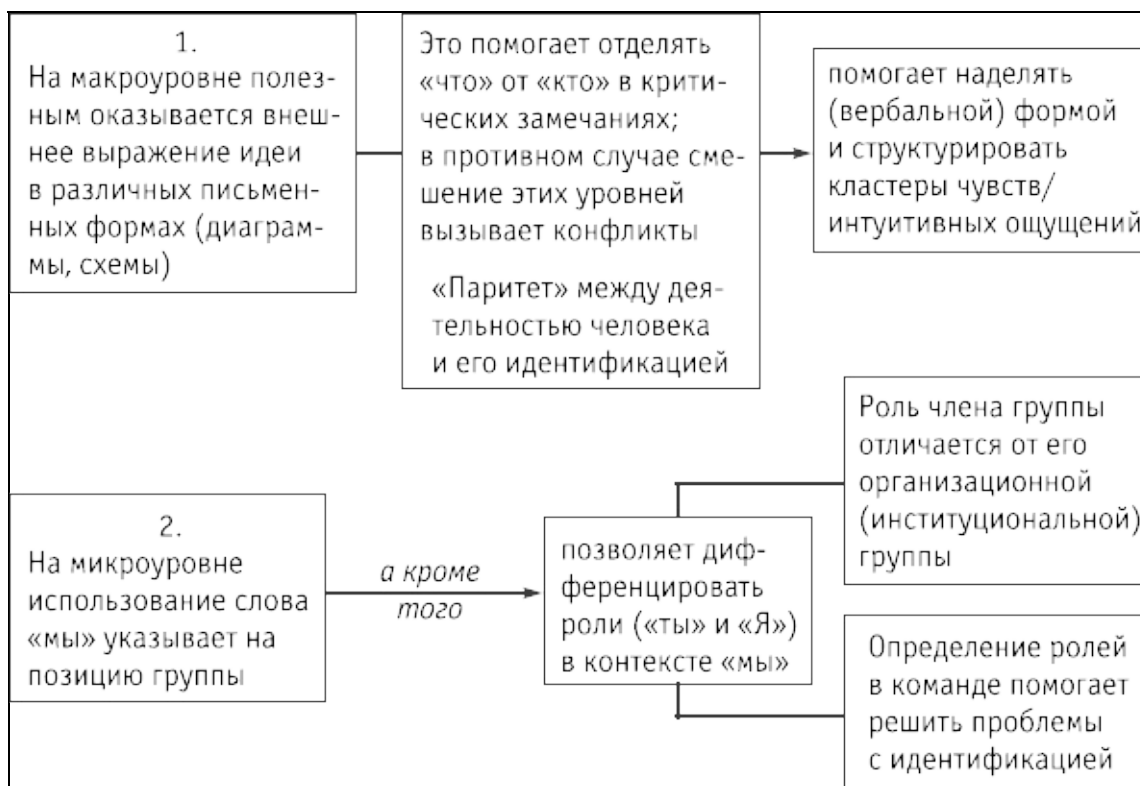 1.
На макроуровне полез-
ным оказывается внеш-
нее выражение идеи
в различных письмен-
ных формах (диаграм-
мы, схемы)
Это помогает отделять
«что» от «кто» в крити-
ческих замечаниях;
в противном случае сме-
шение этих уровней
вызывает конфликты
«Паритет» между дея-
тельностью человека
и его идентификацией
помогает наделять
(вербальной) формой
и структурировать
кластеры чувств/
интуитивных ощущений
2.
На микроуровне
использование слова
«мы» указывает на
позицию группы
а кроме
того
позволяет диф-
ференцировать
роли («ты» и «Я»)
в контексте «мы»
Роль члена группы
отличается от его
организационной
(институциональной)
группы
Определение ролей
в команде помогает
решить проблемы
с идентификацией